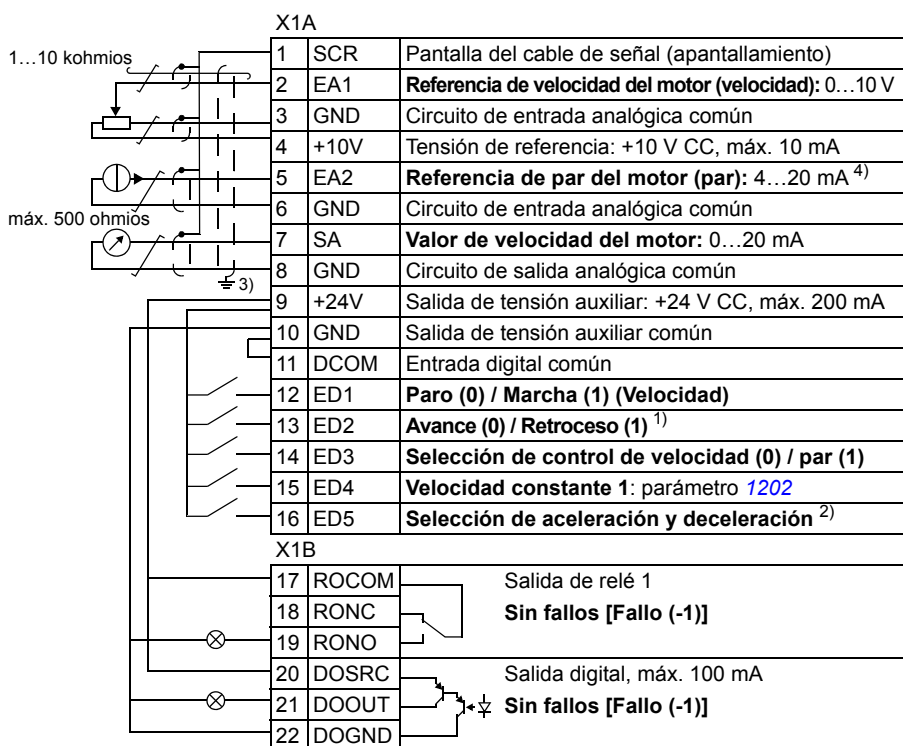 X1A
1…10 kohmios
1 SCR Pantalla del cable de señal (apantallamiento)
2 EA1 Referencia de velocidad del motor (velocidad): 0…10 V
3 GND Circuito de entrada analógica común
4 +10V Tensión de referencia: +10 V CC, máx. 10 mA
5 EA2 Referencia de par del motor (par): 4…20 mA 4)
máx. 500 ohmios
6 GND Circuito de entrada analógica común
7 SA Valor de velocidad del motor: 0…20 mA
8 GND Circuito de salida analógica común
3)
9 +24V Salida de tensión auxiliar: +24 V CC, máx. 200 mA
10 GND Salida de tensión auxiliar común
11 DCOM Entrada digital común
12 ED1 Paro (0) / Marcha (1) (Velocidad)
13 ED2 Avance (0) / Retroceso (1) 1)
14 ED3 Selección de control de velocidad (0) / par (1)
15 ED4 Velocidad constante 1: parámetro 1202
16 ED5 Selección de aceleración y deceleración 2)
X1B
17 ROCOM Salida de relé 1
18 RONC Sin fallos [Fallo (-1)]
19 RONO
20 DOSRC Salida digital, máx. 100 mA
21 DOOUT Sin fallos [Fallo (-1)]
22 DOGND